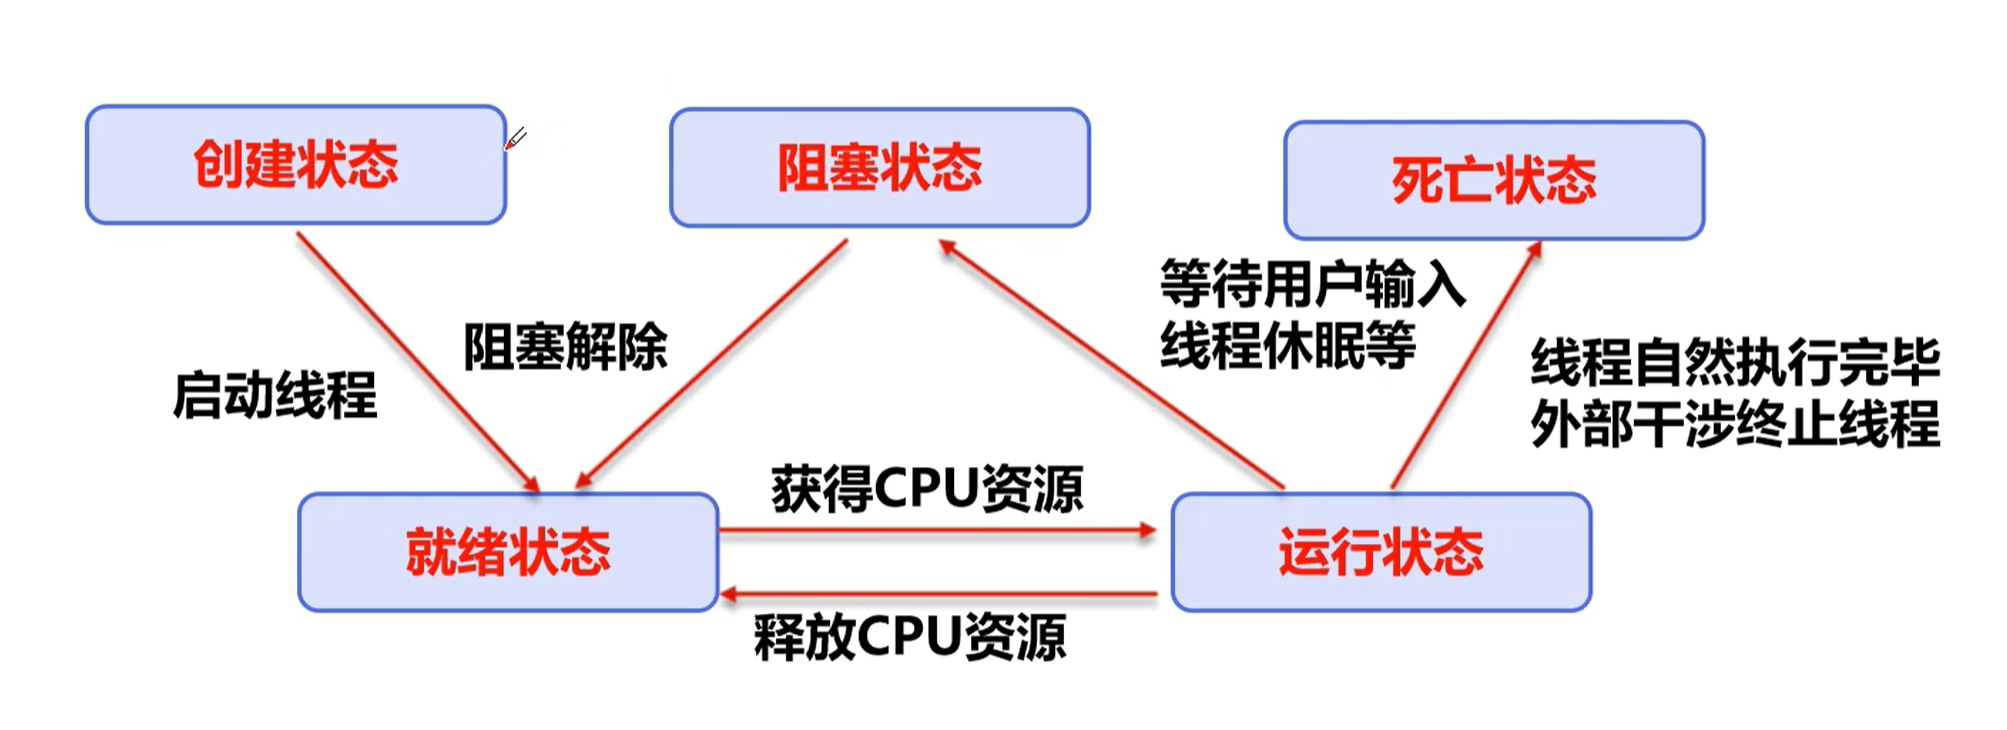 创建状态
阻塞状态
死亡状态
等待用户输入
线程休眠等
启动线程
阻塞解除
线程自然执行完毕
外部干涉终止线程
获得CPU资源
就绪状态
运行状态
释放CPU资源